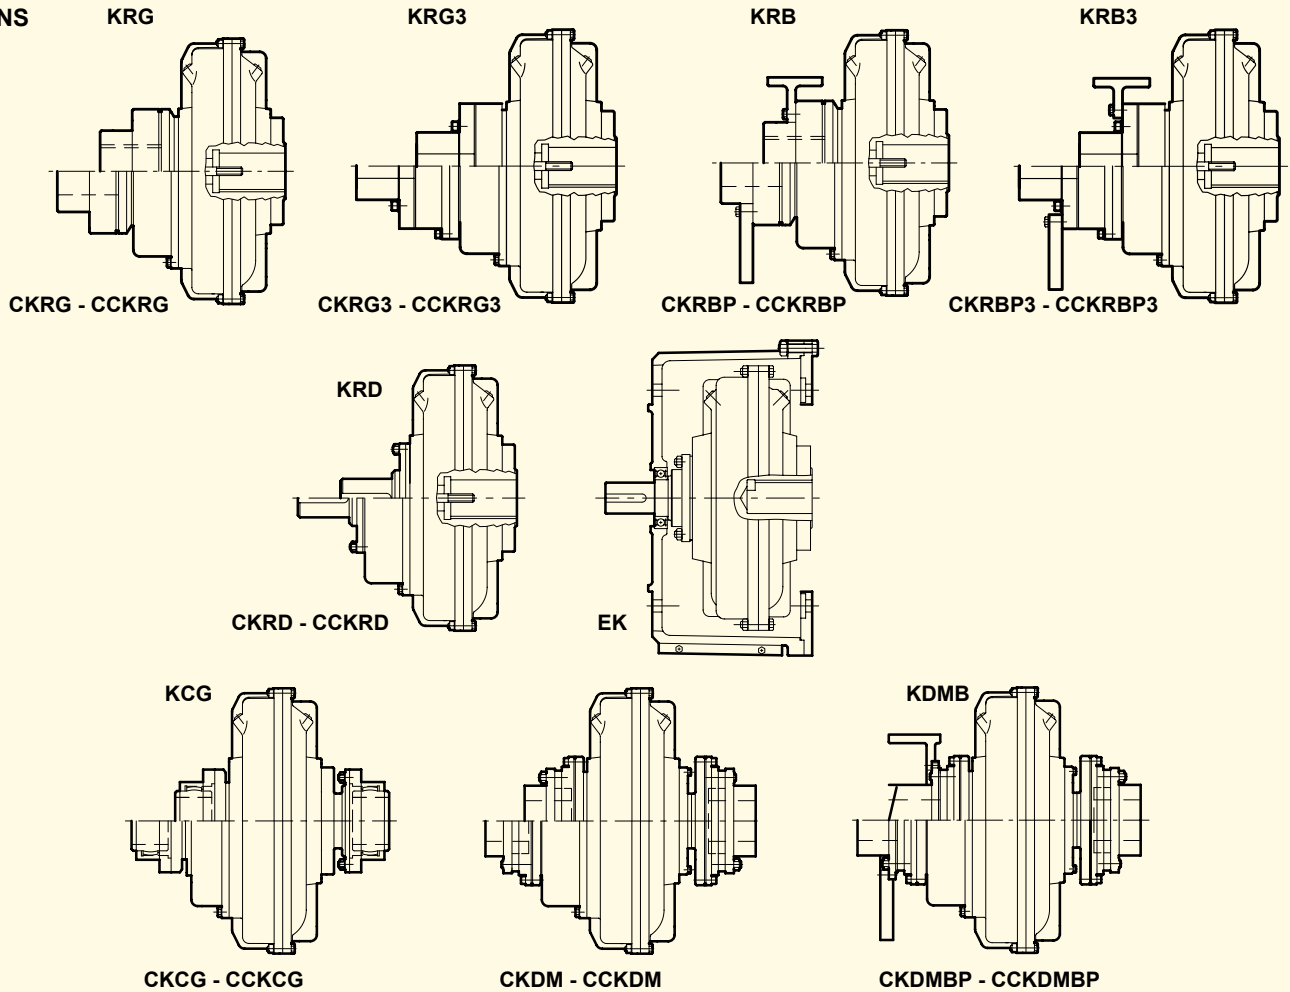 NS
KRG
KRG3
KRB
KRB3
CKRG - CCKRG
CKRG3 - CCKRG3
CKRBP - CCKRBP
CKRBP3 - CCKRBP3
KRD
CKRD - CCKRD
EK
KCG
KDMB
CKCG - CCKCG
CKDM - CCKDM
CKDMBP - CCKDMBP